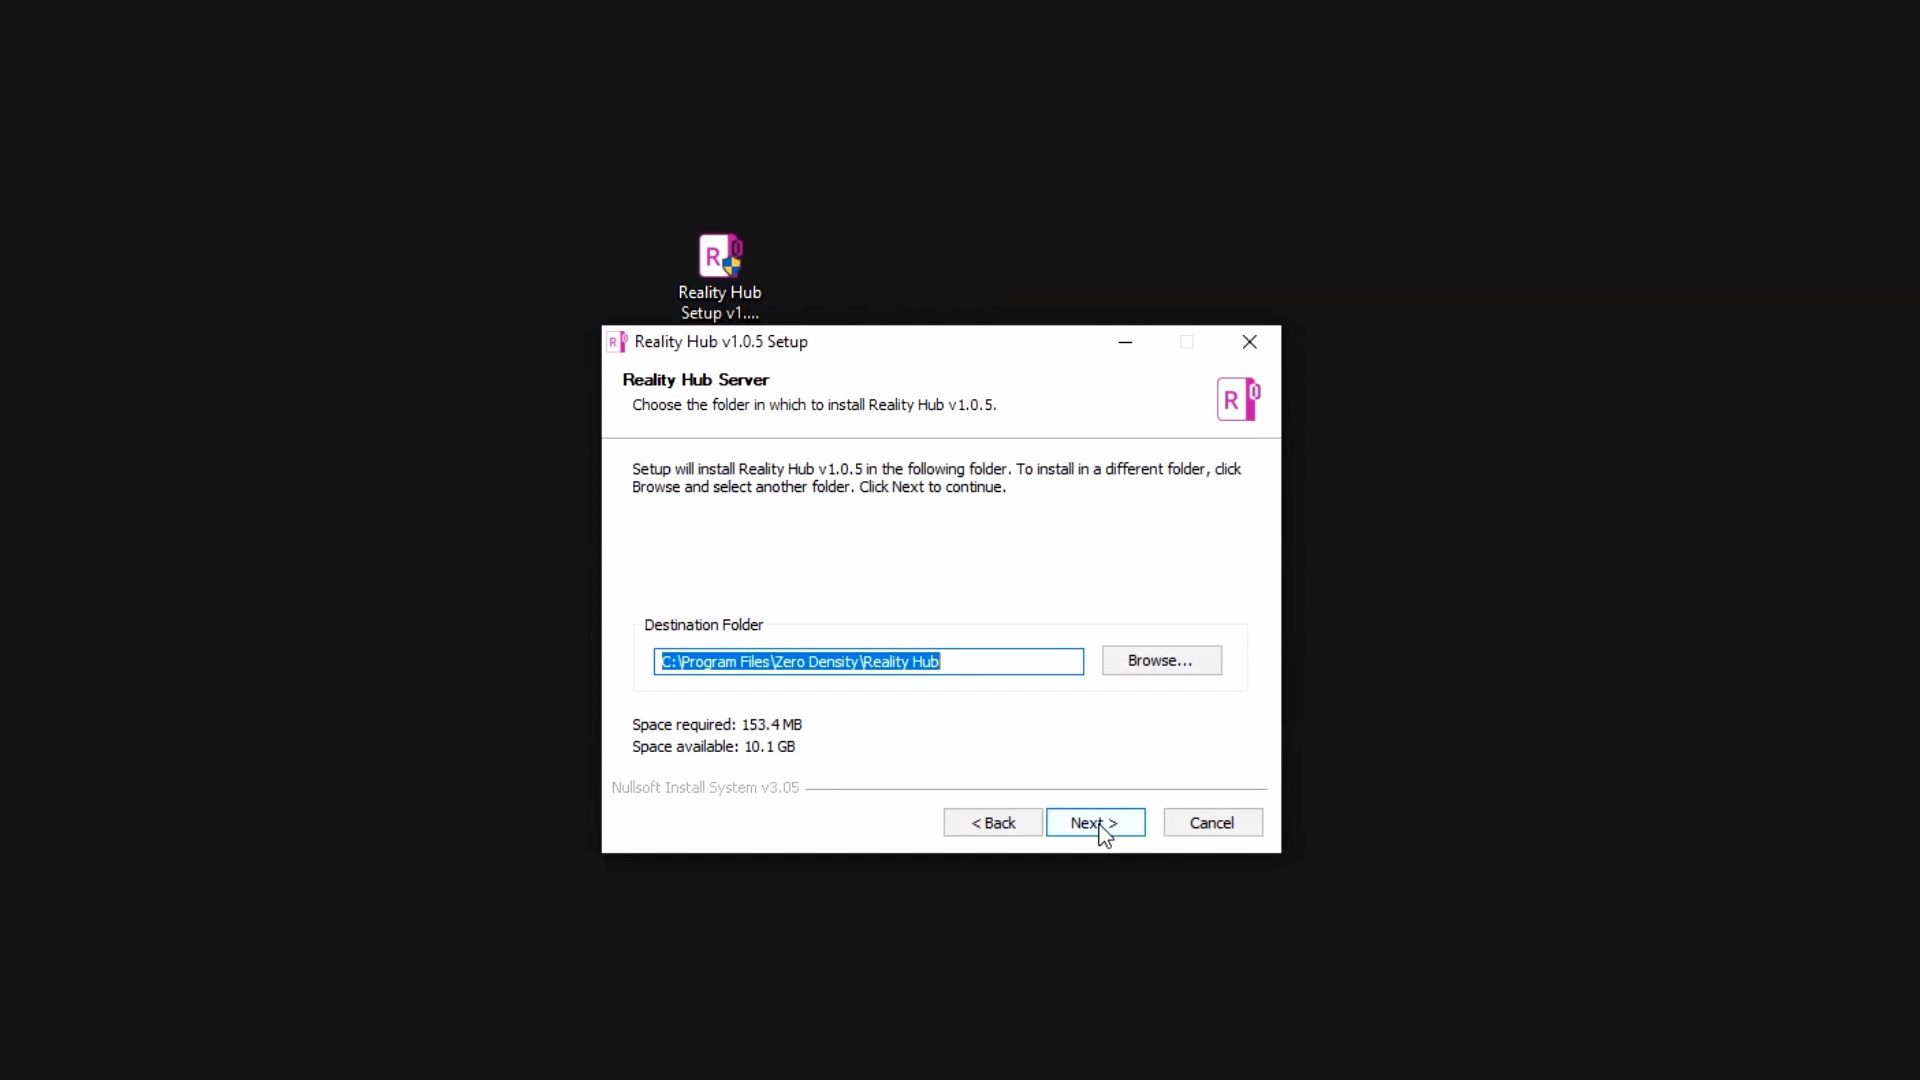 Reality Hub
Setup v1....
Reality Hub v1.0.5 Setup
Reality Hub Server
Choose the folder in which to install Reality Hub v1.0.5.
R
Setup will install Reality Hub v1.0.5 in the following folder. To install in a different folder, click
Browse and select another folder. Click Next to continue.
Destination Folder
C:\Program Files\Zero Density\Reality Hub
Browse...
Space required: 153.4 MB
Space available: 10.1 GB
Nullsoft Install System v3.05
< Back
Next >
Cancel